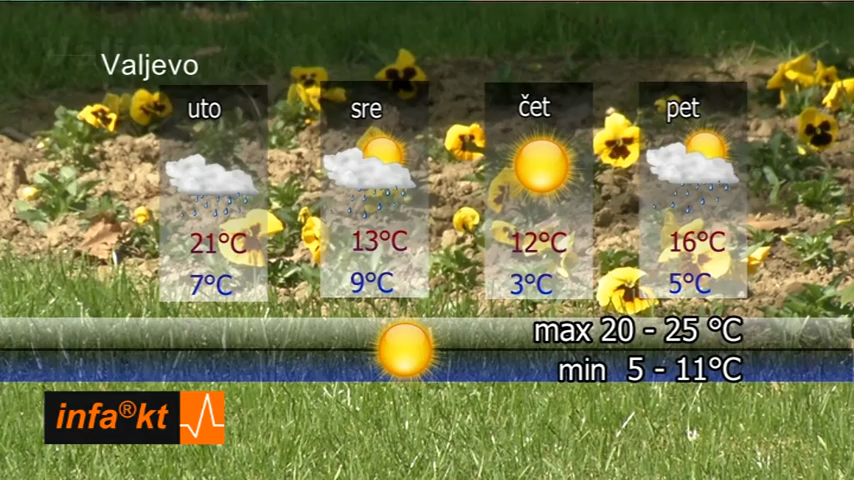 Valjevo
uto sre čet pet
21°C 13°C 12°C 16°C
7°C 9°C 3°C 5°C
max 20 - 25 °C
min 5 - 11°C
infa®kt